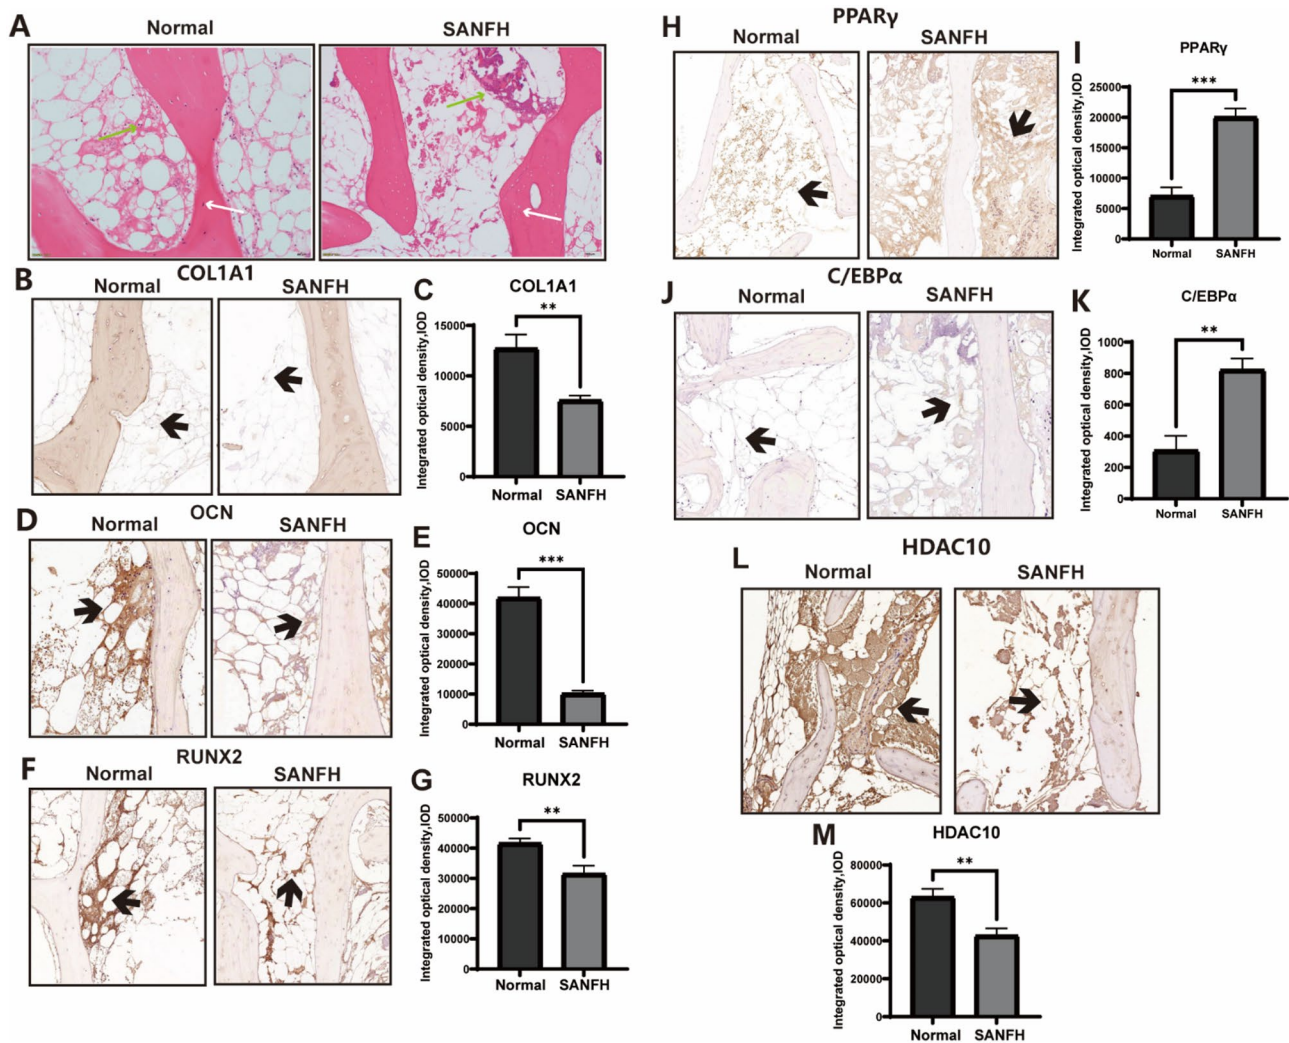 A
Normal
SANFH
COL1A1
B
Normal
SANFH
C
COL1A1
Integrated optical density,IOD
15000
10000
5000
0
**
Normal
SANFH
OCN
D
Normal
SANFH
E
OCN
Integrated optical density,IOD
50000
40000
30000
20000
10000
0
***
Normal
SANFH
RUNX2
F
Normal
SANFH
G
RUNX2
Integrated optical density,IOD
50000
40000
30000
20000
10000
0
**
Normal
SANFH
PPARγ
H
Normal
SANFH
I
PPARγ
Integrated optical density,IOD
25000
20000
15000
10000
5000
0
***
Normal
SANFH
C/EBPα
J
Normal
SANFH
K
C/EBPα
Integrated optical density,IOD
1000
800
600
400
200
0
**
Normal
SANFH
HDAC10
L
Normal
SANFH
M
HDAC10
Integrated optical density,IOD
80000
60000
40000
20000
0
**
Normal
SANFH